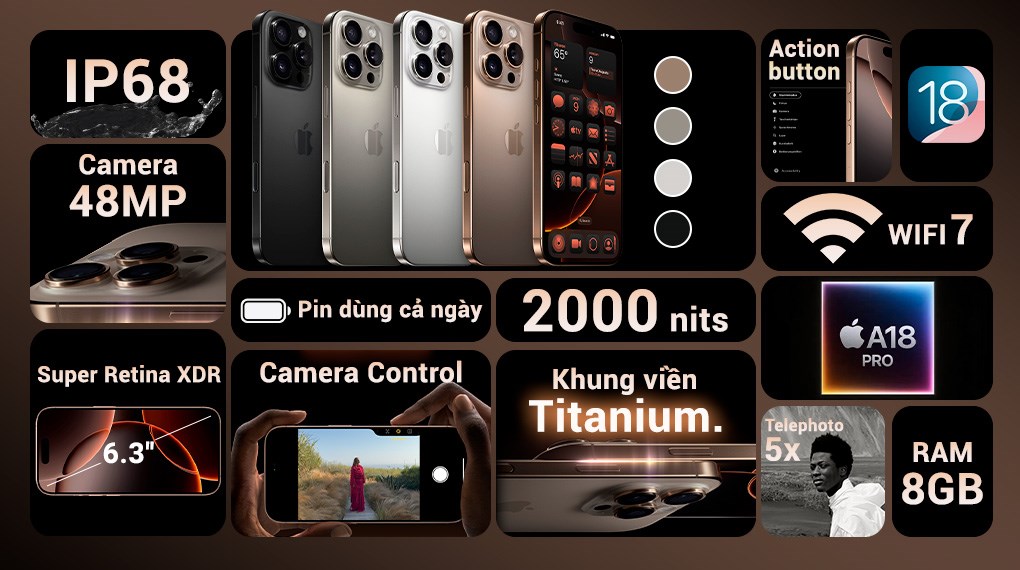 IP68
Camera
48MP
Super Retina XDR
6.3"
Pin dùng cả ngày
2000 nits
Camera Control
Khung viền
Titanium.
Action
button
18
WIFI 7
A18
PRO
Telephoto
5x
RAM
8GB